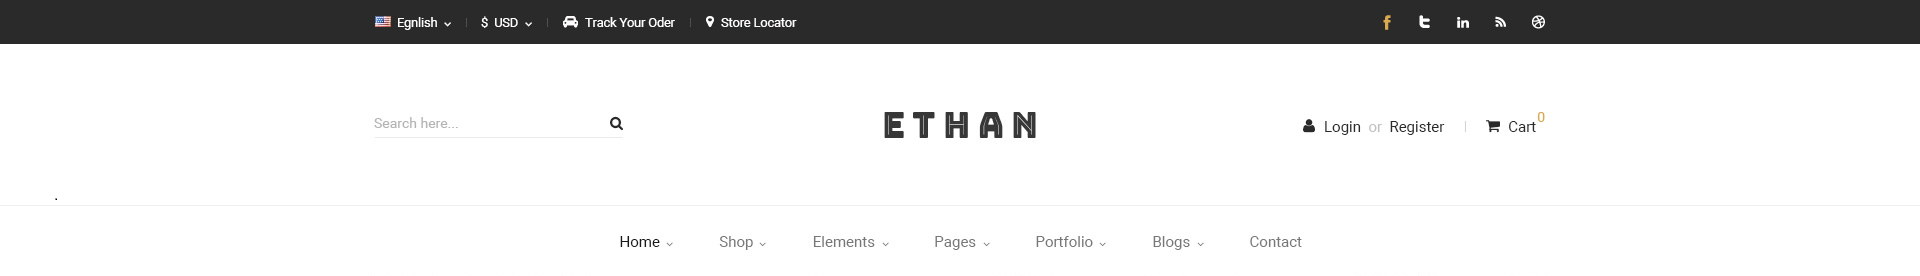 Egnlish $ USD Track Your Oder Store Locator
Search here...
ETHAN
Login or Register Cart 0
.
Home Shop Elements Pages Portfolio Blogs Contact